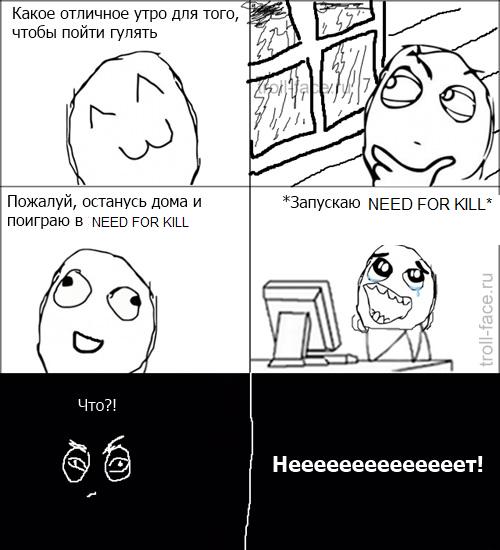 Какое отличное утро для того,
чтобы пойти гулять
troll-face.ru
Пожалуй, останусь дома и
поиграю в NEED FOR KILL
*Запускаю NEED FOR KILL*
troll-face.ru
Что?!
Нееeeeeeeeeeeeет!